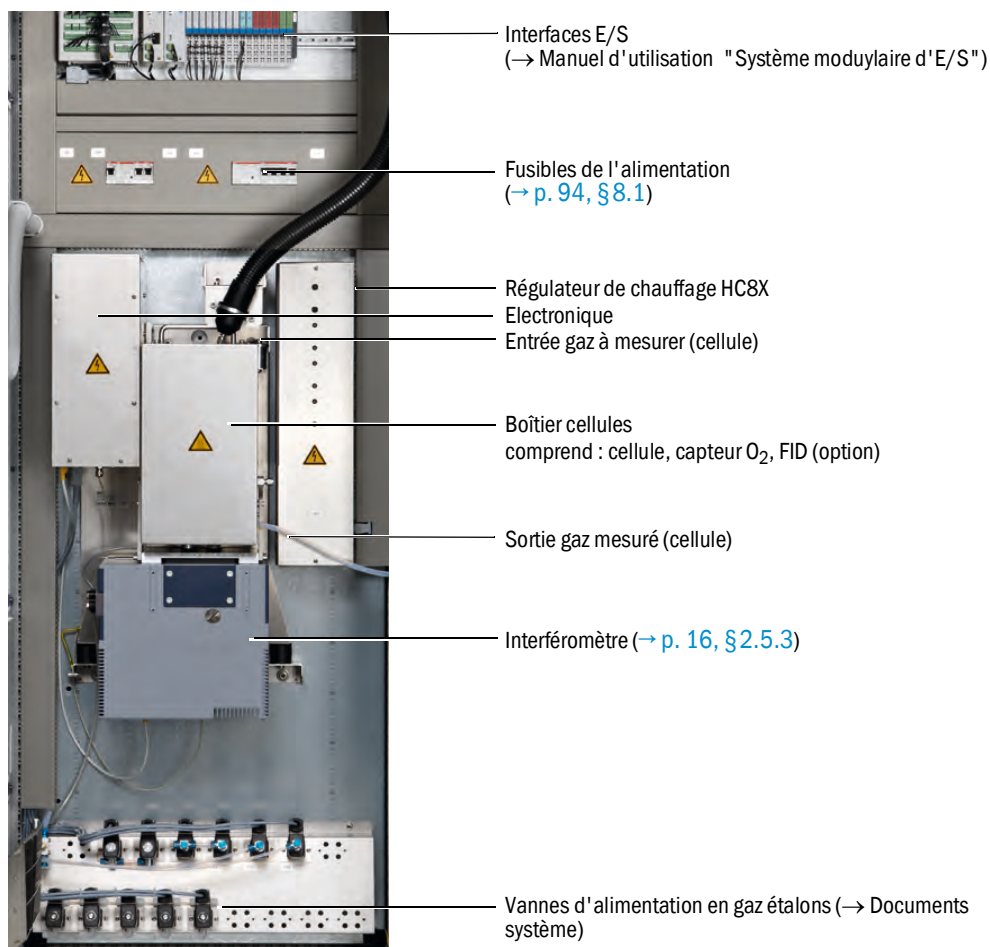 Interfaces E/S
(→ Manuel d'utilisation "Système moduylaire d'E/S")
Fusibles de l'alimentation
(→ p. 94, §8.1)
Régulateur de chauffage HC8X
Electronique
Entrée gaz à mesurer (cellule)
Boîtier cellules
comprend : cellule, capteur O2, FID (option)
Sortie gaz mesuré (cellule)
Interféromètre (→ p. 16, §2.5.3)
Vannes d'alimentation en gaz étalons (→ Documents
système)